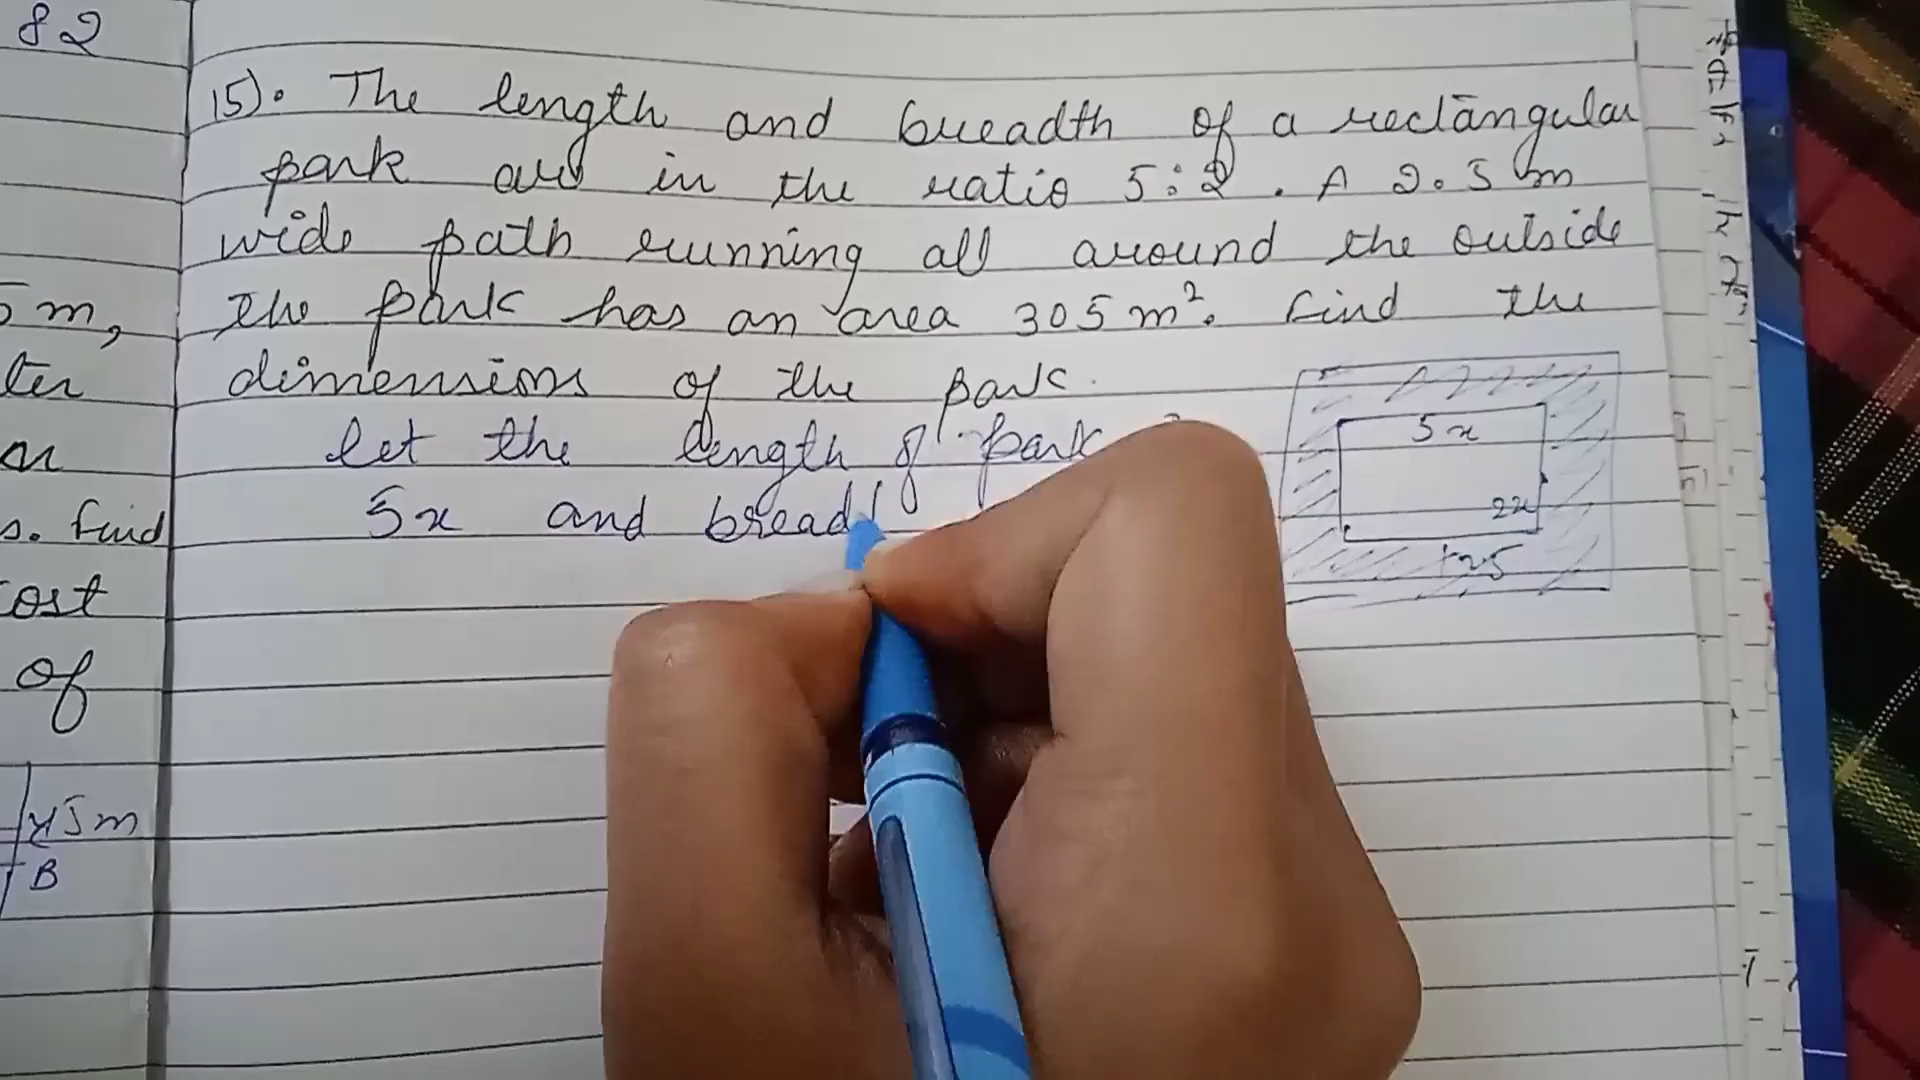 82
15). The length and breadth of a rectangular
park are in the ratio 5:2. A 2.5 m
wide path running all around the outside
the park has an area 305 m². Find the
dimensions of the park.
let the length of park
5x and bread
5x
2x
m,
ter
s. Find
cost
of
5m
B